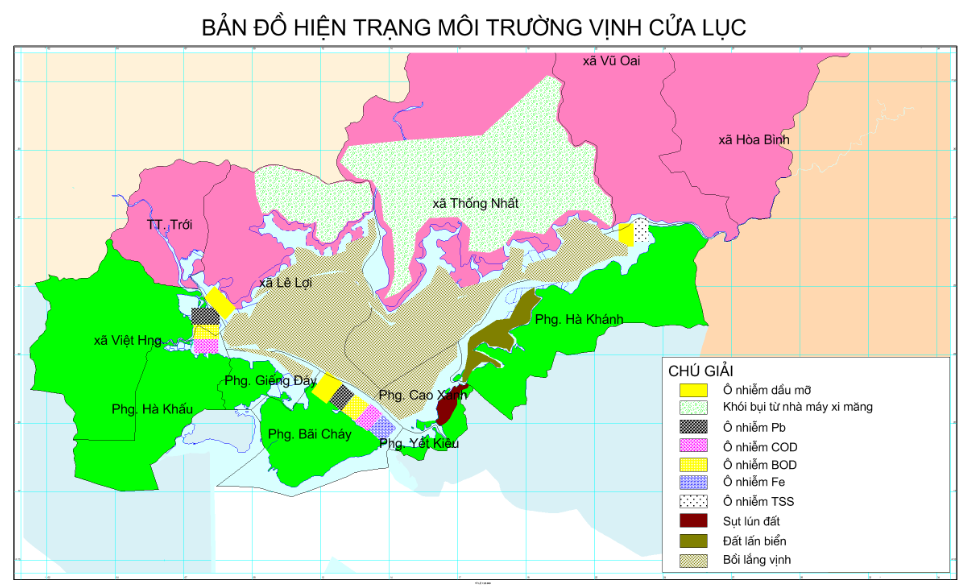 BẢN ĐỒ HIỆN TRẠNG MÔI TRƯỜNG VỊNH CỬA LỤC
xã Vũ Oai
xã Hòa Bình
xã Thống Nhất
TT. Trới
xã Lê Lợi
Phg. Hà Khánh
xã Việt Hng.
Phg. Giếng Đáy
Phg. Cao Xanh
Phg. Hà Khẩu
Phg. Bãi Cháy
Phg. Yết Kiêu
CHÚ GIẢI
Ô nhiễm dầu mỡ
Khói bụi từ nhà máy xi măng
Ô nhiễm Pb
Ô nhiễm COD
Ô nhiễm BOD
Ô nhiễm Fe
Ô nhiễm TSS
Sụt lún đất
Đất lấn biển
Bồi lắng vịnh